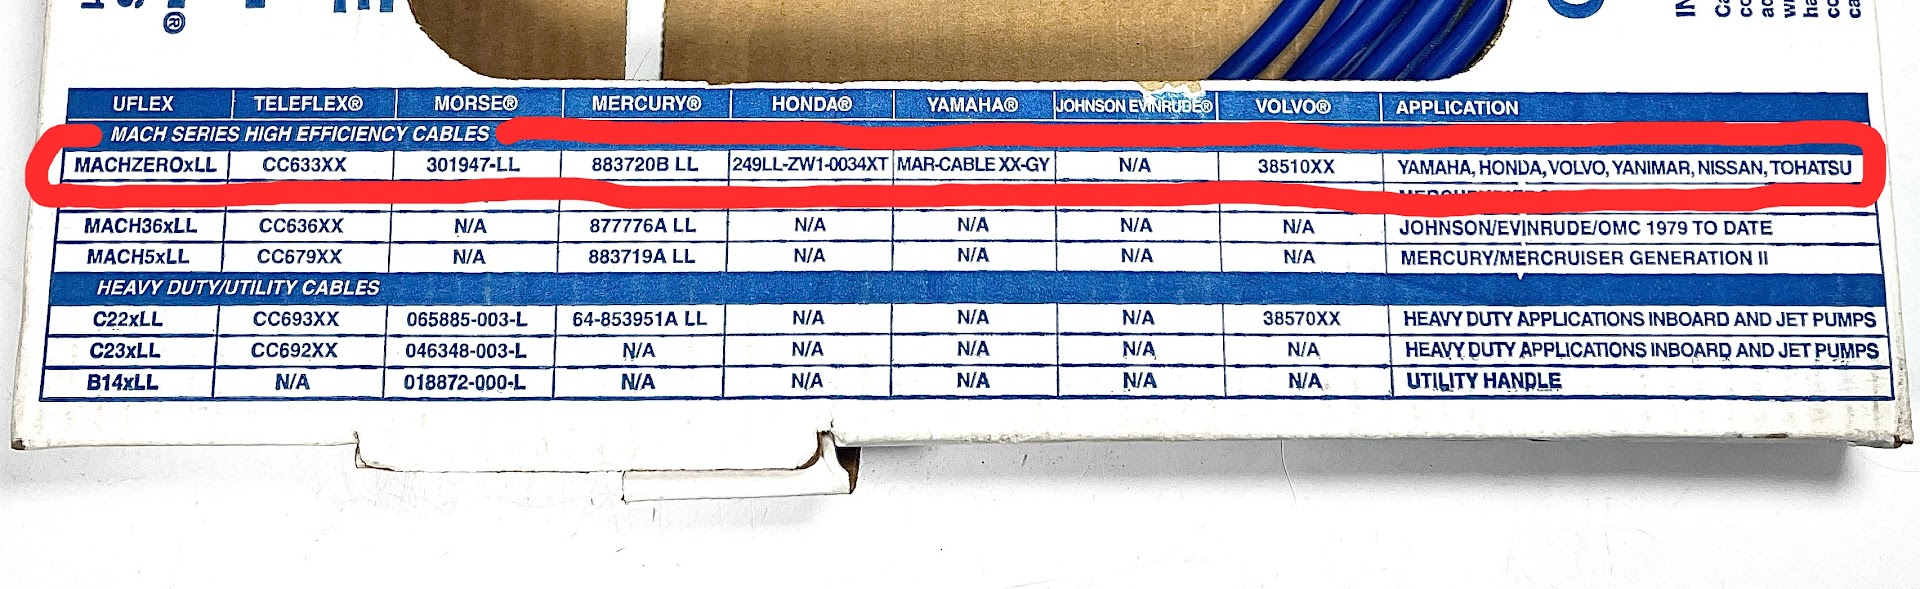 ®
IN
UFLEX TELEFLEX® MORSE® MERCURY® HONDA® YAMAHA® JOHNSON EVINRUDE® VOLVO® APPLICATION
MACH SERIES HIGH EFFICIENCY CABLES
MACHZEROxLL CC633XX 301947-LL 883720B LL 249LL-ZW1-0034XT MAR-CABLE XX-GY N/A 38510XX YAMAHA, HONDA, VOLVO, YANIMAR, NISSAN, TOHATSU
MACH36xLL CC636XX N/A 877776A LL N/A N/A N/A N/A JOHNSON/EVINRUDE/OMC 1979 TO DATE
MACH5xLL CC679XX N/A 883719A LL N/A N/A N/A N/A MERCURY/MERCRUISER GENERATION II
HEAVY DUTY/UTILITY CABLES
C22xLL CC693XX 065885-003-L 64-853951A LL N/A N/A N/A 38570XX HEAVY DUTY APPLICATIONS INBOARD AND JET PUMPS
C23xLL CC692XX 046348-003-L N/A N/A N/A N/A N/A HEAVY DUTY APPLICATIONS INBOARD AND JET PUMPS
B14xLL N/A 018872-000-L N/A N/A N/A N/A N/A UTILITY HANDLE